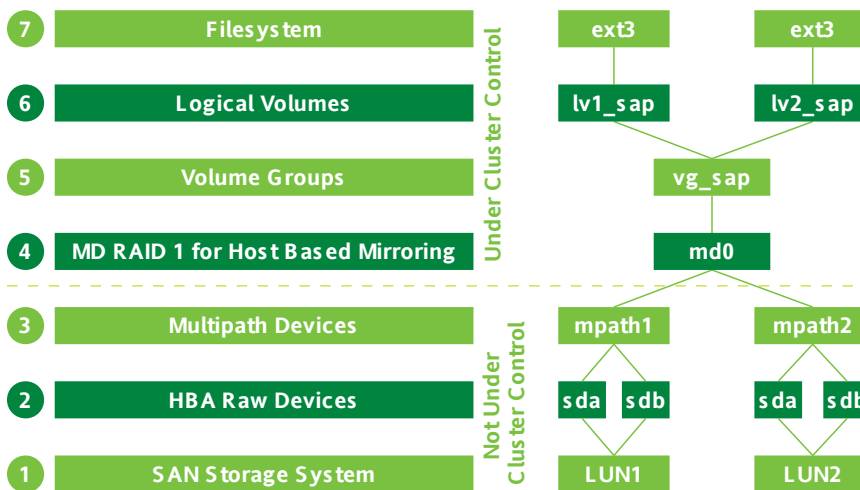 7 Filesystem ext3 ext3
6 Logical Volumes lv1_sap lv2_sap
5 Volume Groups vg_sap
4 MD RAID 1 for Host Based Mirroring md0
Under Cluster Control
3 Multipath Devices mpath1 mpath2
2 HBA Raw Devices sda sdb sda sdb
1 SAN Storage System LUN1 LUN2
Not Under
Cluster Control